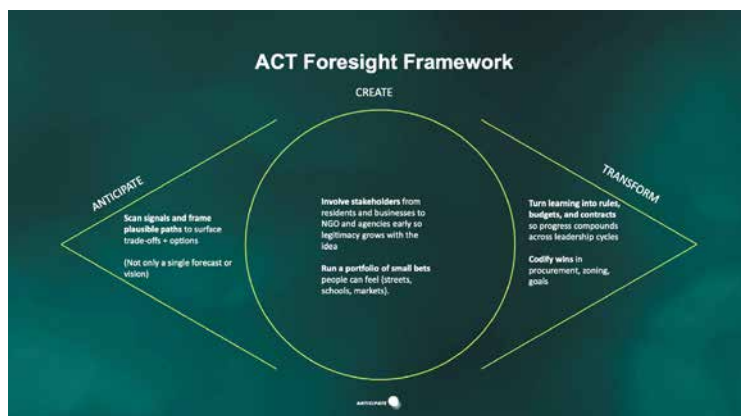 ACT Foresight Framework
CREATE
ANTICIPATE
Scan signals and frame
plausible paths to surface
trade-offs + options
(Not only a single forecast or
vision)
Involve stakeholders from
residents and businesses to
NGO and agencies early so
legitimacy grows with the
idea
Run a portfolio of small bets
people can feel (streets,
schools, markets).
TRANSFORM
Turn learning into rules,
budgets, and contracts
so progress compounds
across leadership cycles
Codify wins in
procurement, zoning,
goals
ANTICIPATE